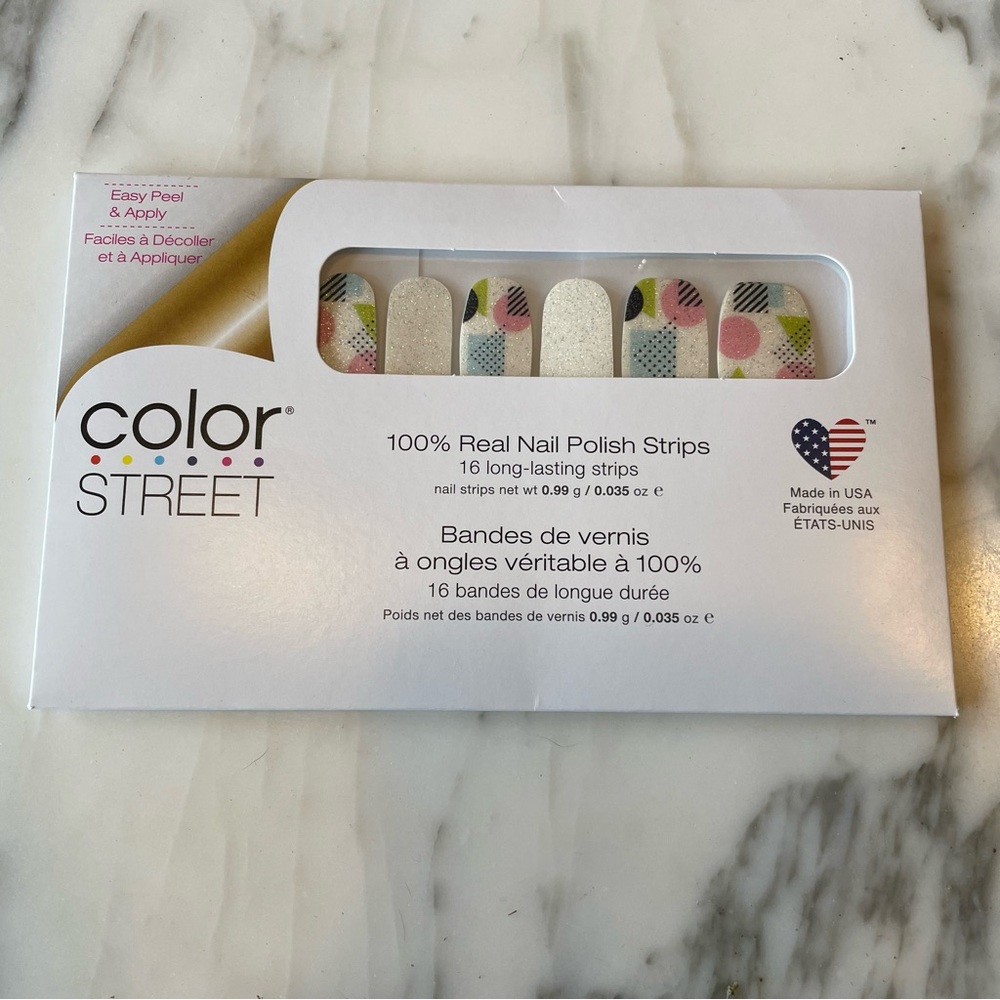 Easy Peel
& Apply
Faciles à Décoller
et à Appliquer
color®
STREET
100% Real Nail Polish Strips
16 long-lasting strips
nail strips net wt 0.99 g / 0.035 oz ℮
Bandes de vernis
à ongles véritable à 100%
16 bandes de longue durée
Poids net des bandes de vernis 0.99 g / 0.035 oz ℮
™
Made in USA
Fabriquées aux
ÉTATS-UNIS